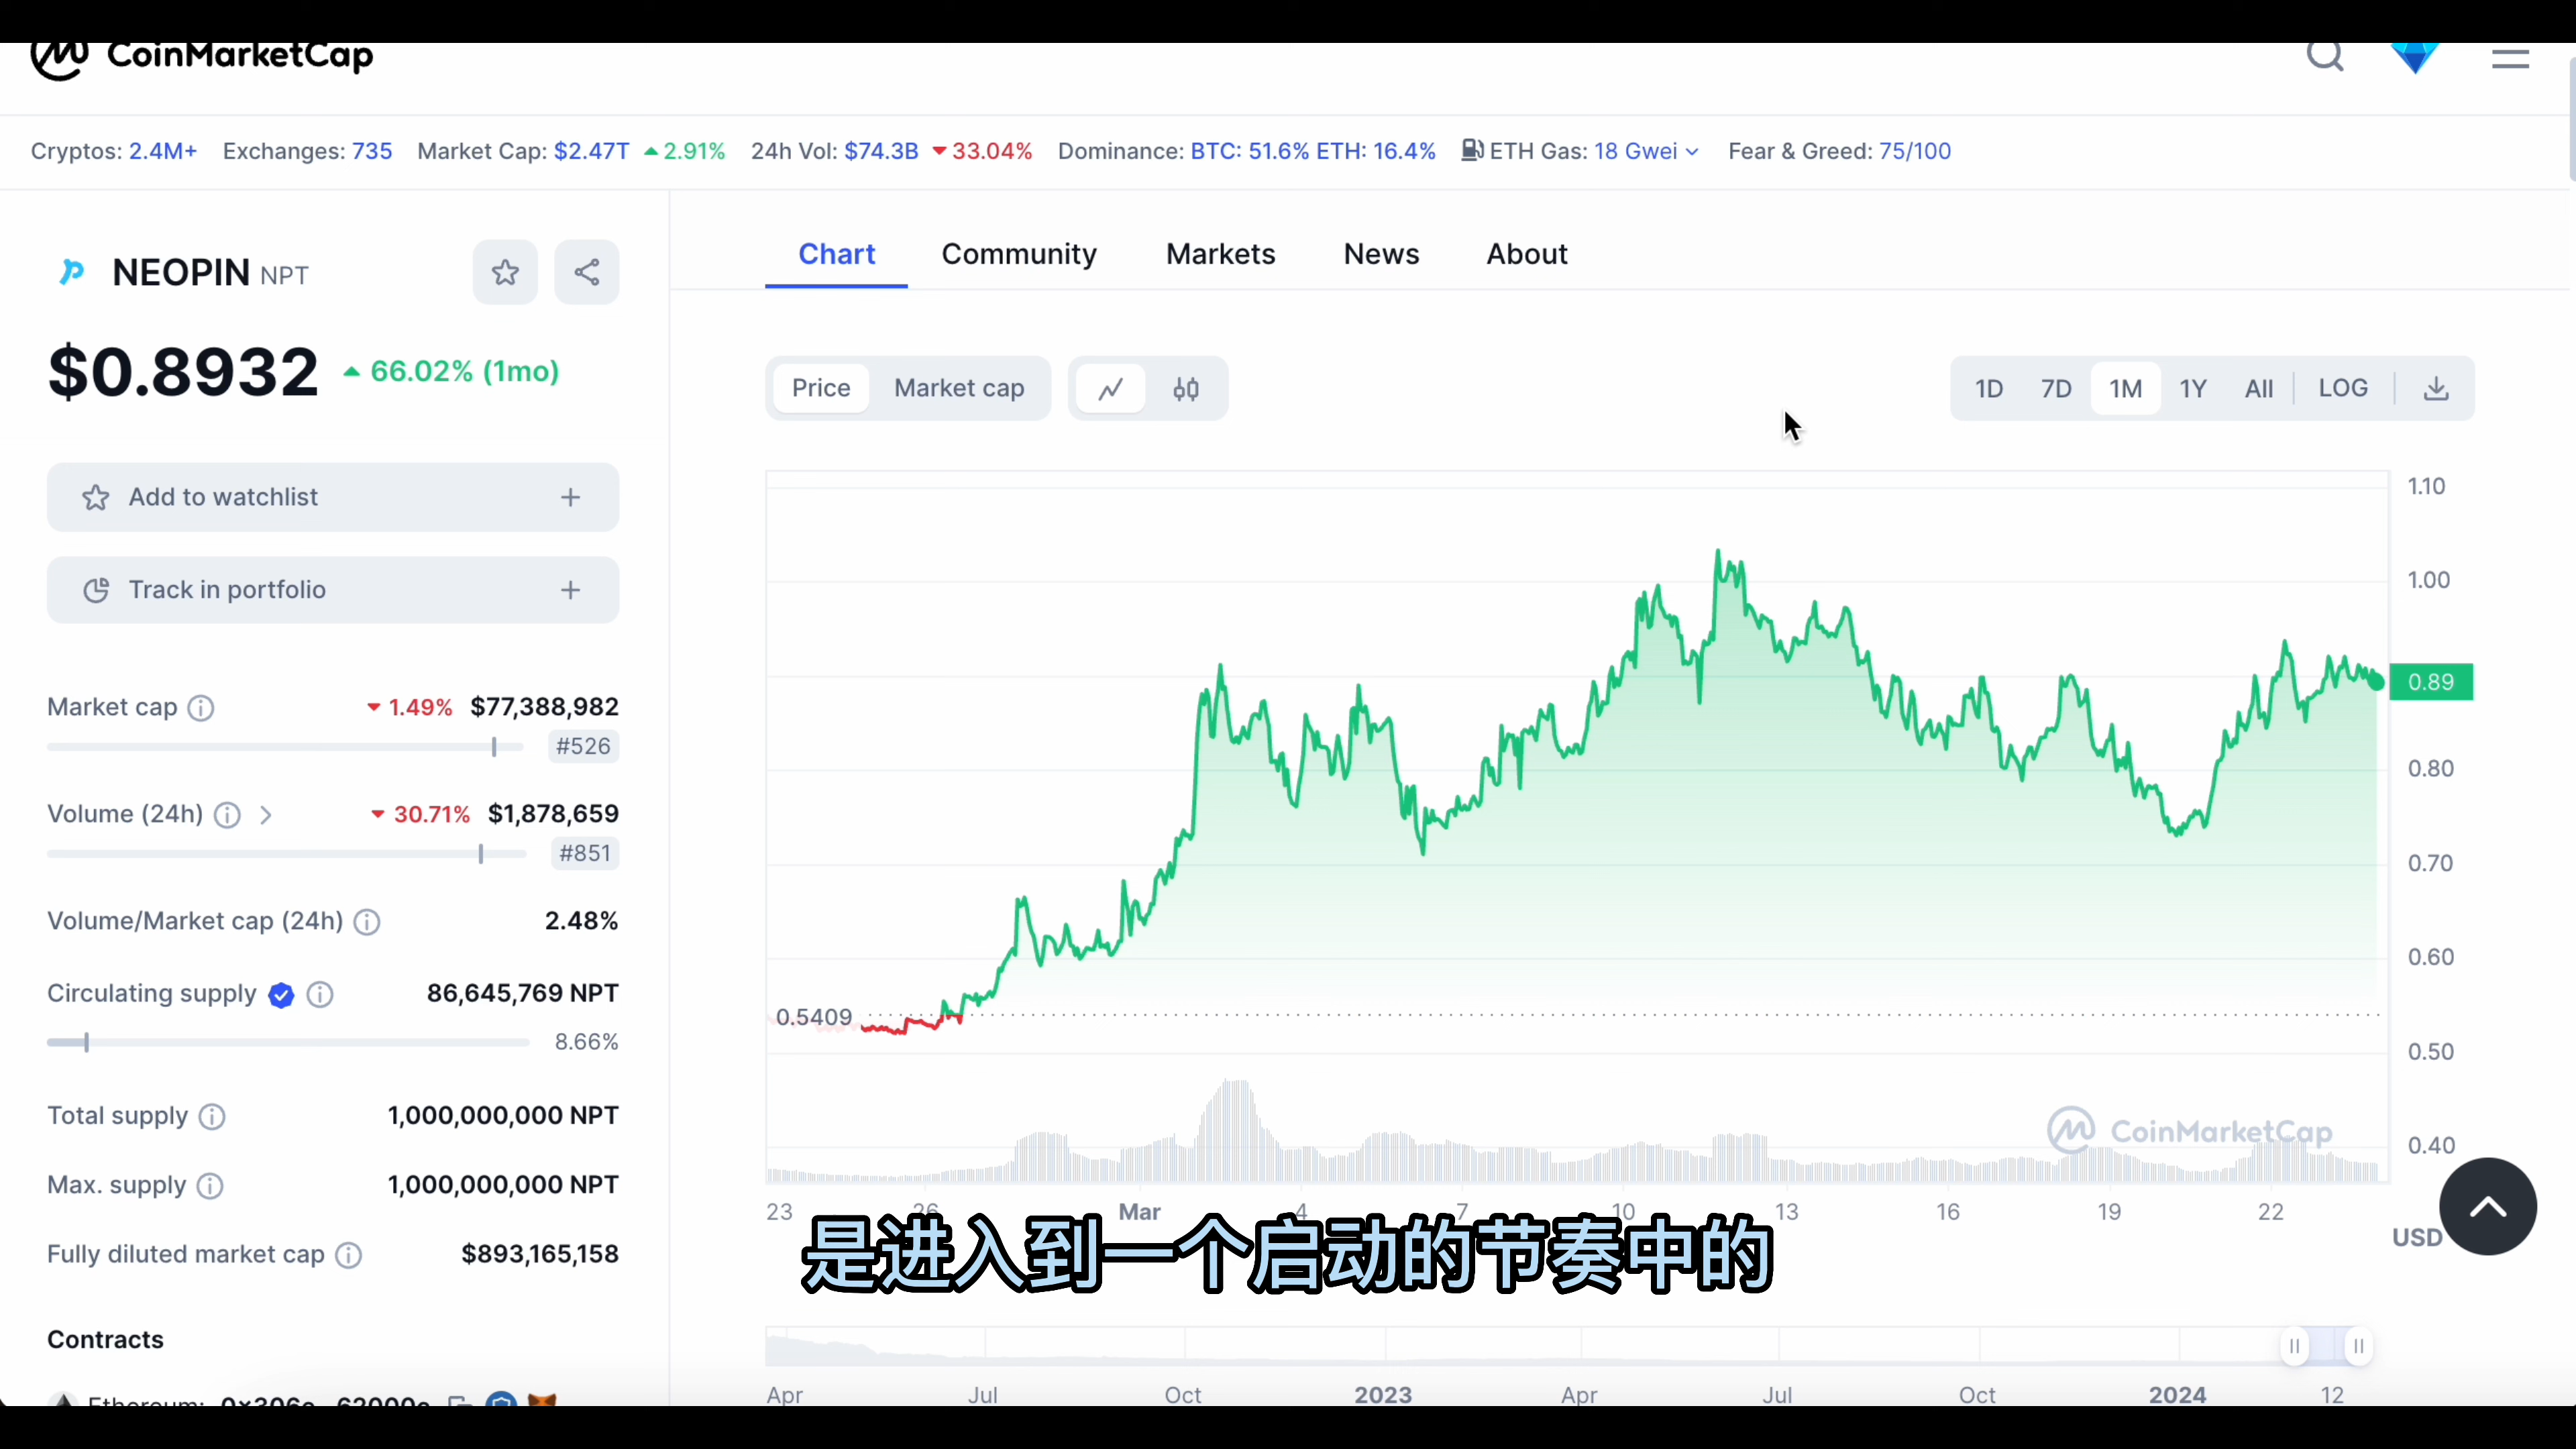 CoinMarketCap
Cryptos: 2.4M+ Exchanges: 735 Market Cap: $2.47T 2.91% 24h Vol: $74.3B 33.04% Dominance: BTC: 51.6% ETH: 16.4% ETH Gas: 18 Gwei Fear & Greed: 75/100
NEOPIN NPT
$0.8932 66.02% (1mo)
Add to watchlist
Track in portfolio
Market cap 1.49% $77,388,982
#526
Volume (24h) 30.71% $1,878,659
#851
Volume/Market cap (24h) 2.48%
Circulating supply 86,645,769 NPT
8.66%
Total supply 1,000,000,000 NPT
Max. supply 1,000,000,000 NPT
Fully diluted market cap $893,165,158
Contracts
Ethereum: 0x306e...62000c
Chart Community Markets News About
Price Market cap
1D 7D 1M 1Y All LOG
1.10
1.00
0.89
0.80
0.70
0.60
0.5409
0.50
CoinMarketCap
0.40
23 26 Mar 4 7 10 13 16 19 22
USD
是进入到一个启动的节奏中的
Apr Jul Oct 2023 Apr Jul Oct 2024 12